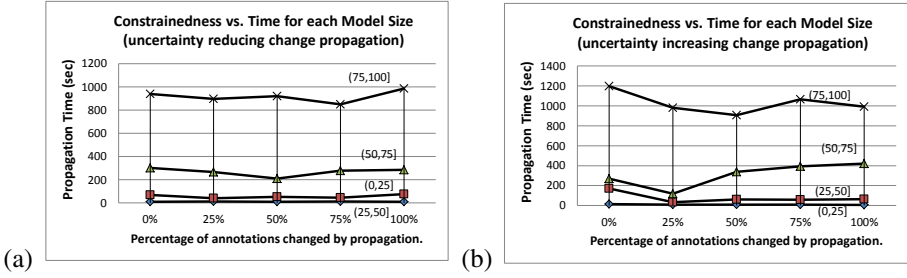 (a)
Constrainedness vs. Time for each Model Size
(uncertainty reducing change propagation)
Propagation Time (sec)
1200
1000
800
600
400
200
0
(75,100]
(50,75]
(0,25]
(25,50]
0% 25% 50% 75% 100%
Percentage of annotations changed by propagation.
(b)
Constrainedness vs. Time for each Model Size
(uncertainty increasing change propagation)
Propagation Time (sec)
1400
1200
1000
800
600
400
200
0
(75,100]
(50,75]
(25,50]
(0,25]
0% 25% 50% 75% 100%
Percentage of annotations changed by propagation.